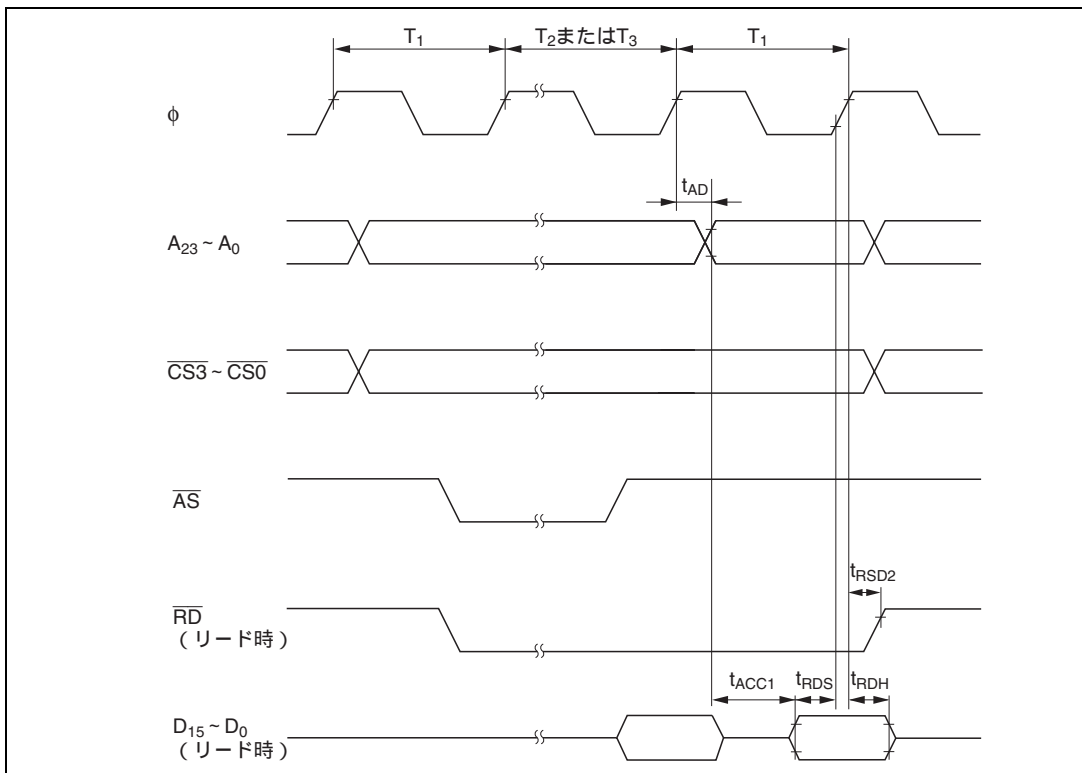 T1 T2またはT3 T1
φ
tAD
A23 ~ A0
CS3 ~ CS0
AS
tRSD2
RD
(リード時)
tACC1 tRDS tRDH
D15 ~ D0
(リード時)